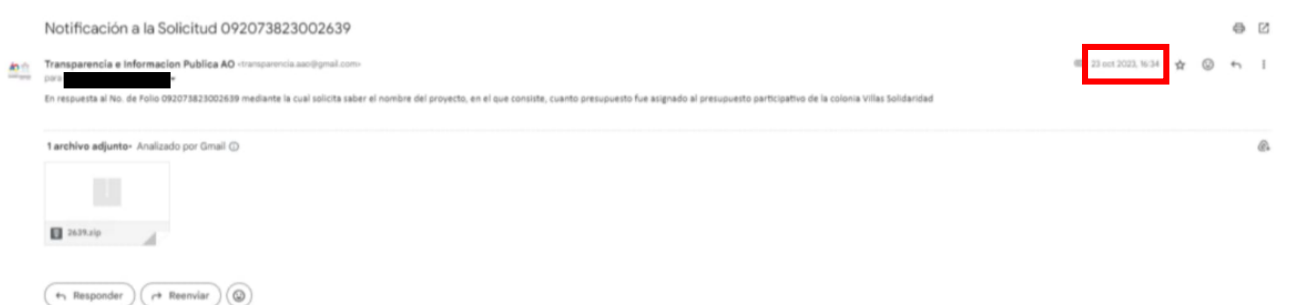 Notificación a la Solicitud 092073823002639
Transparencia e Informacion Publica AO <transparencia.aao@gmail.com>
23 oct 2023, 16:34
para
En respuesta al No. de Folio 092073823002639 mediante la cual solicita saber el nombre del proyecto, en el que consiste, cuanto presupuesto fue asignado al presupuesto participativo de la colonia Villas Solidaridad
1 archivo adjunto• Analizado por Gmail
2639.zip
Responder
Reenviar